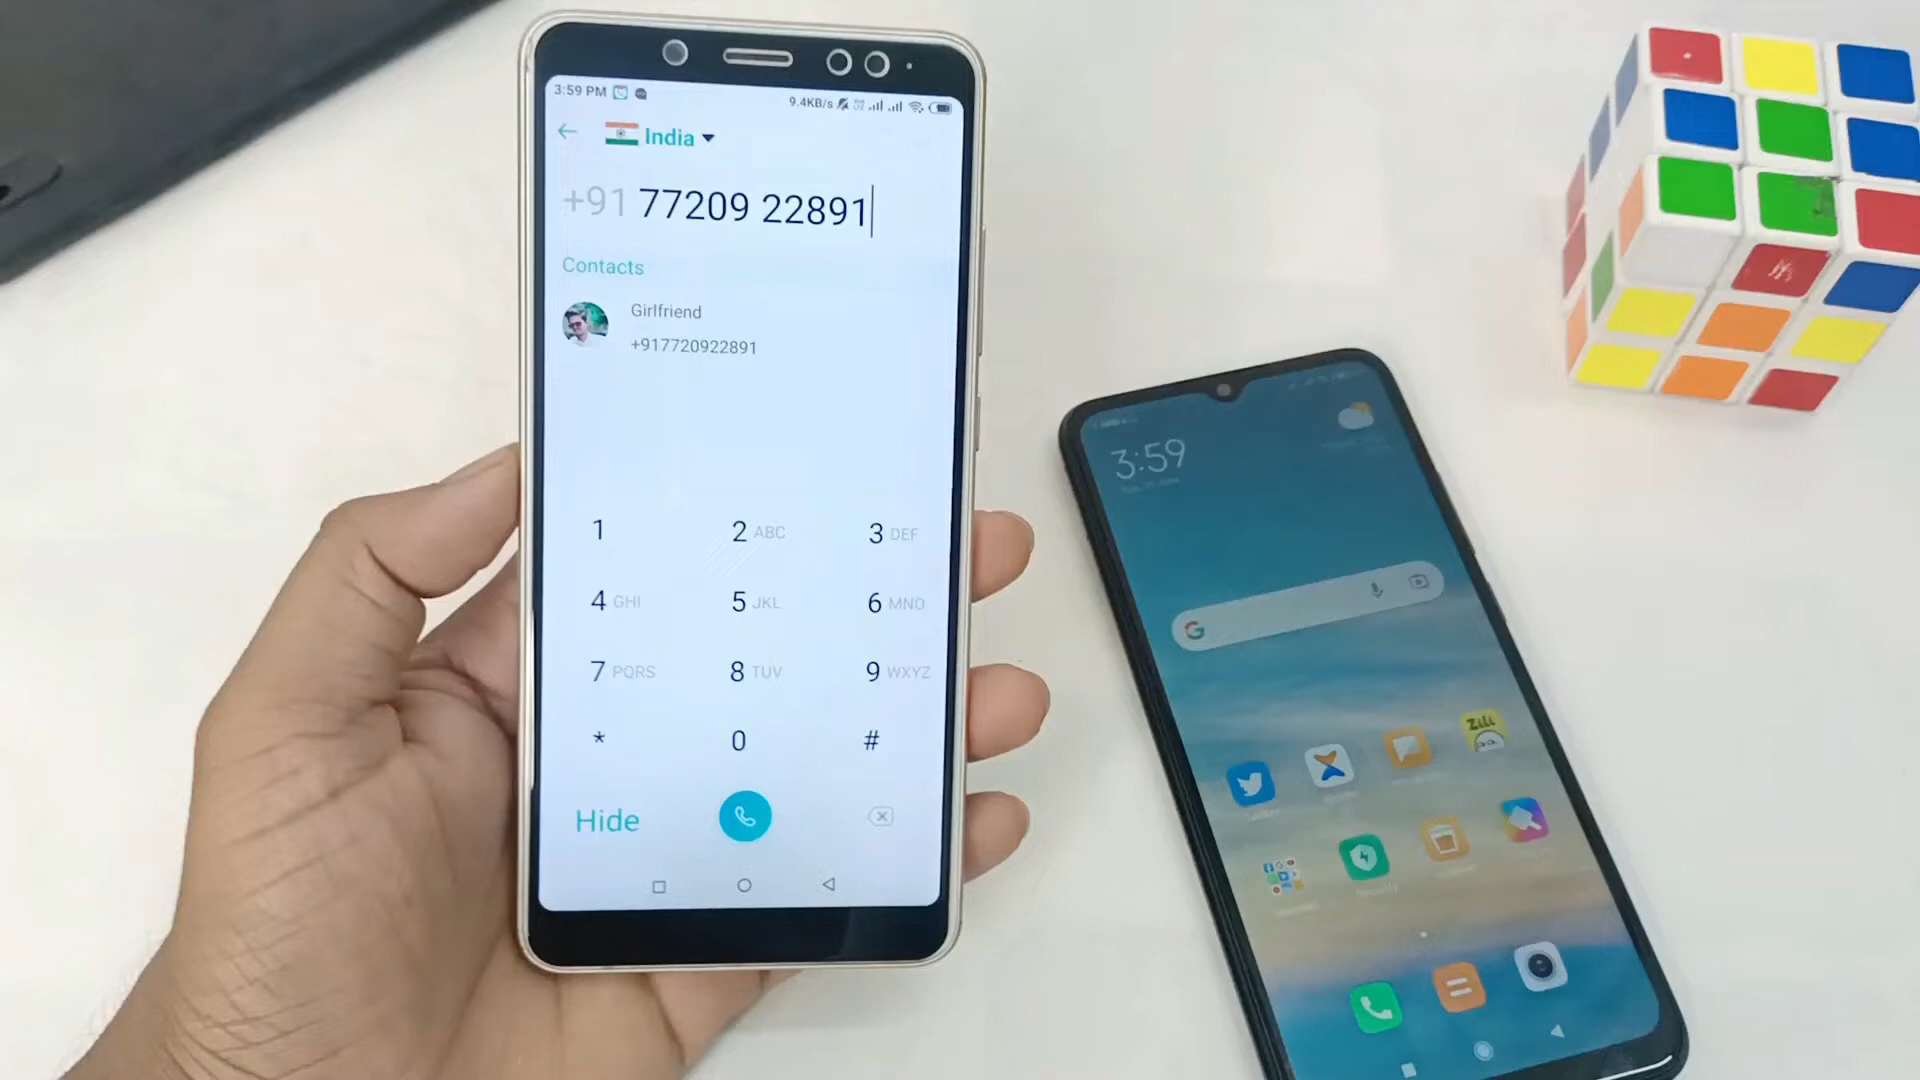 3:59 PM
9.4KB/s
India
+91 77209 22891
Contacts
Girlfriend
+917720922891
1
2 ABC
3 DEF
4 GHI
5 JKL
6 MNO
7 PQRS
8 TUV
9 WXYZ
*
0
#
Hide
3:59
G
Zili